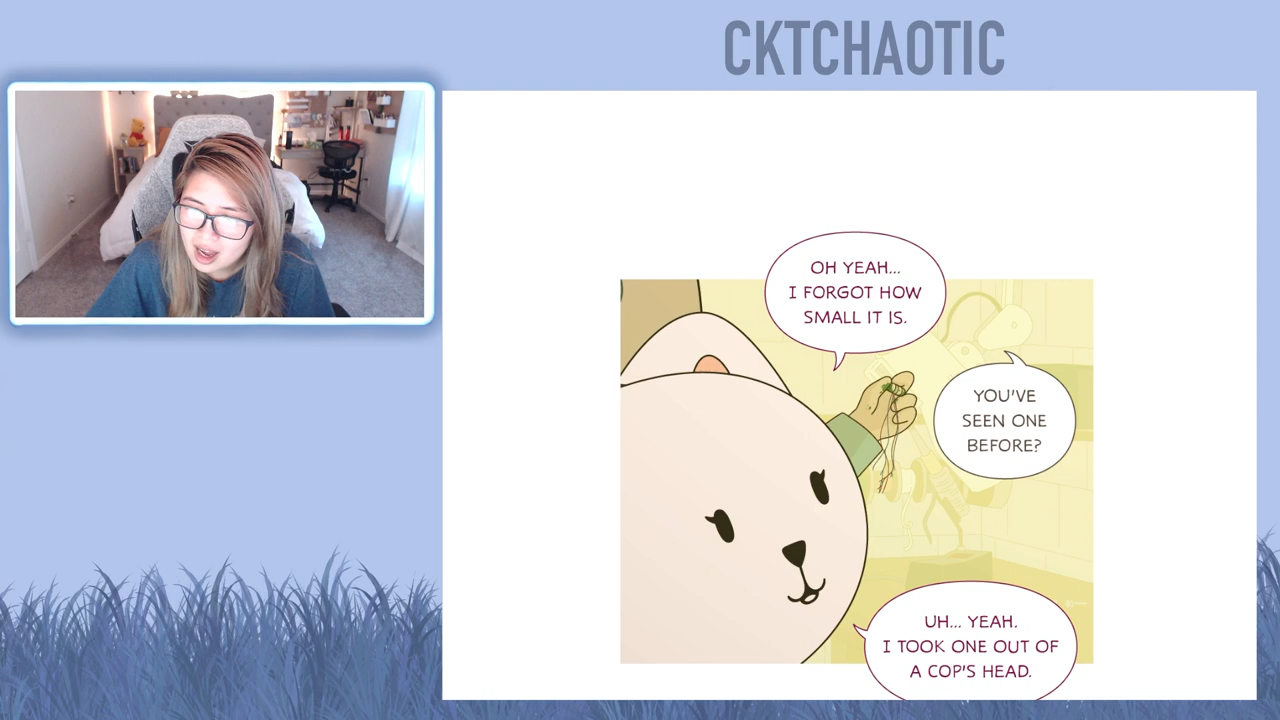 CKTCHAOTIC
OH YEAH...
I FORGOT HOW
SMALL IT IS.
YOU'VE
SEEN ONE
BEFORE?
UH... YEAH.
I TOOK ONE OUT OF
A COP'S HEAD.